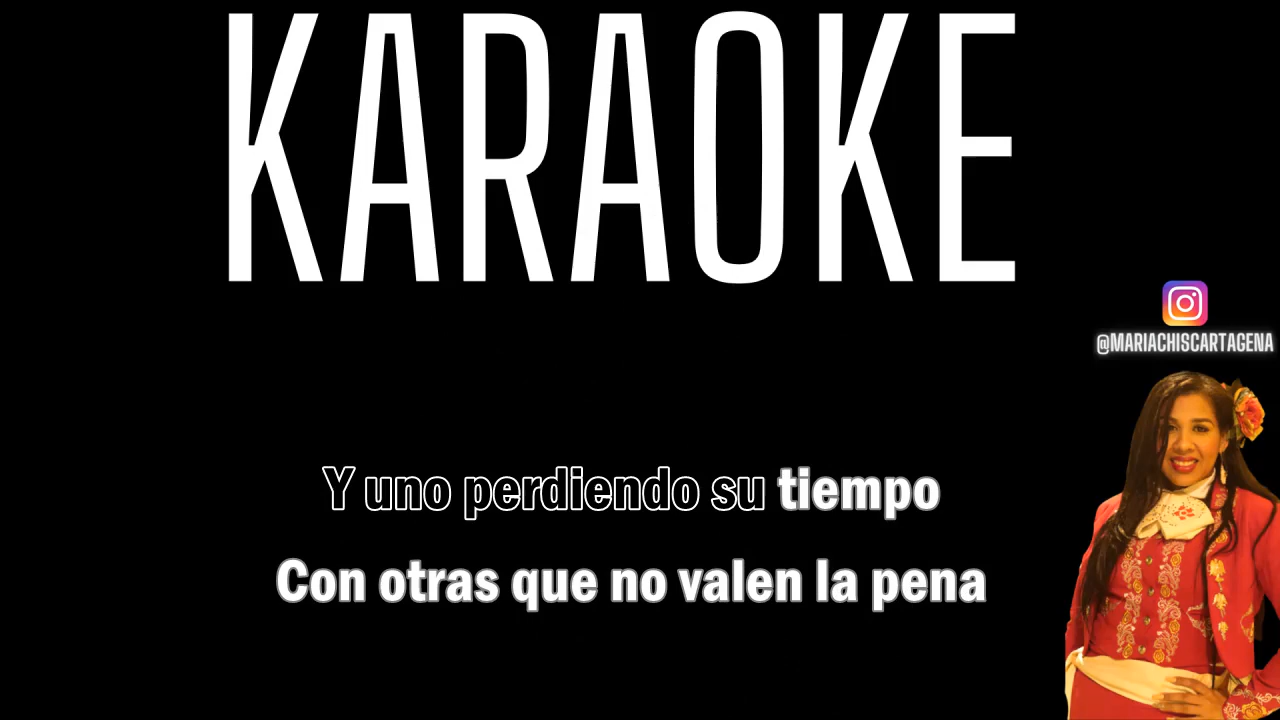 KARAOKE
@MARIACHISCARTAGENA
Y uno perdiendo su tiempo
Con otras que no valen la pena